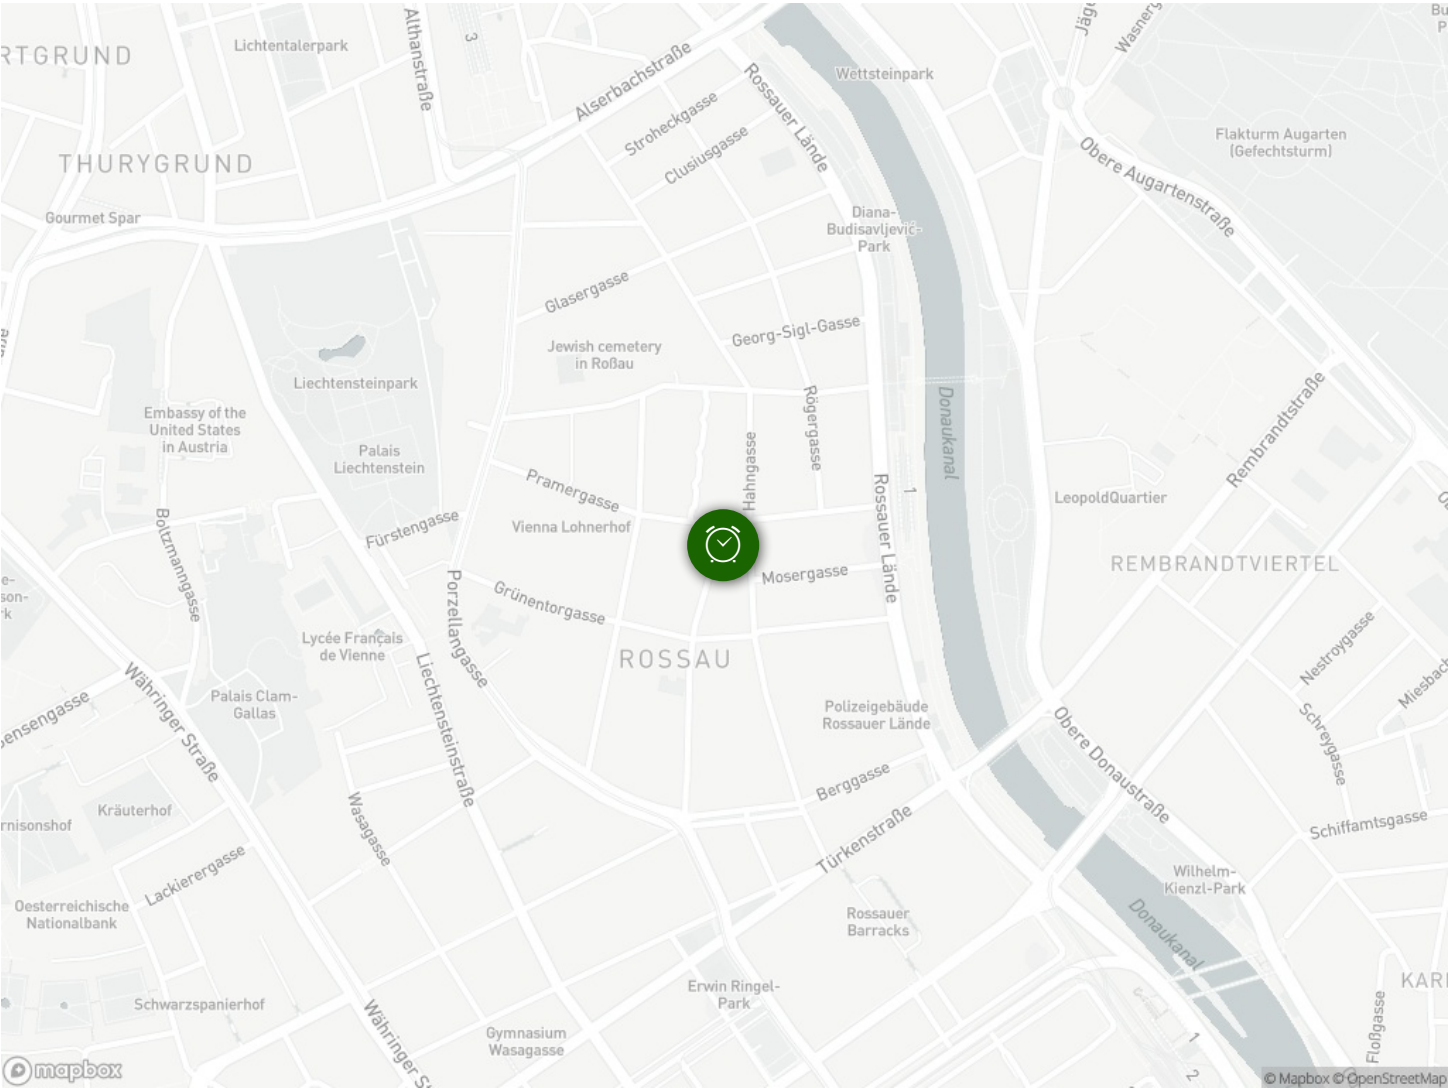 RTGRUND
Lichtentalerpark
Althanstraße
3
Alserbachstraße
Rossauer Lände
Wettsteinpark
Stroheckgasse
Clusiusgasse
Flakturm Augarten
(Gefechtsturm)
Obere Augartenstraße
THURYGRUND
Gourmet Spar
Diana-
Budisavljević-
Park
Glasergasse
Georg-Sigl-Gasse
Jewish cemetery
in Roßau
Liechtensteinpark
Embassy of the
United States
in Austria
Palais
Liechtenstein
Rögergasse
Donaukanal
Rembrandtstraße
Hahngasse
Pramergasse
Rossauer Lände
1
LeopoldQuartier
Vienna Lohnerhof
Fürstengasse
Boltzmanngasse
Mosergasse
REMBRANDTVIERTEL
Porzellangasse
Grünentorgasse
Lycée Français
de Vienne
ROSSAU
Nestroygasse
Liechtensteinstraße
Währinger Straße
Palais Clam-
Gallas
Polizeigebäude
Rossauer Lände
Obere Donaustraße
Schreygasse
Berggasse
Türkenstraße
Kräuterhof
Wasagasse
Schiffamtsgasse
Lackierergasse
Wilhelm-
Kienzl-Park
Oesterreichische
Nationalbank
Rossauer
Barracks
Donaukanal
Erwin Ringel-
Park
Schwarzspanierhof
Währinger
Gymnasium
Wasagasse
Floßgasse
1
2
mapbox
© Mapbox © OpenStreetMap